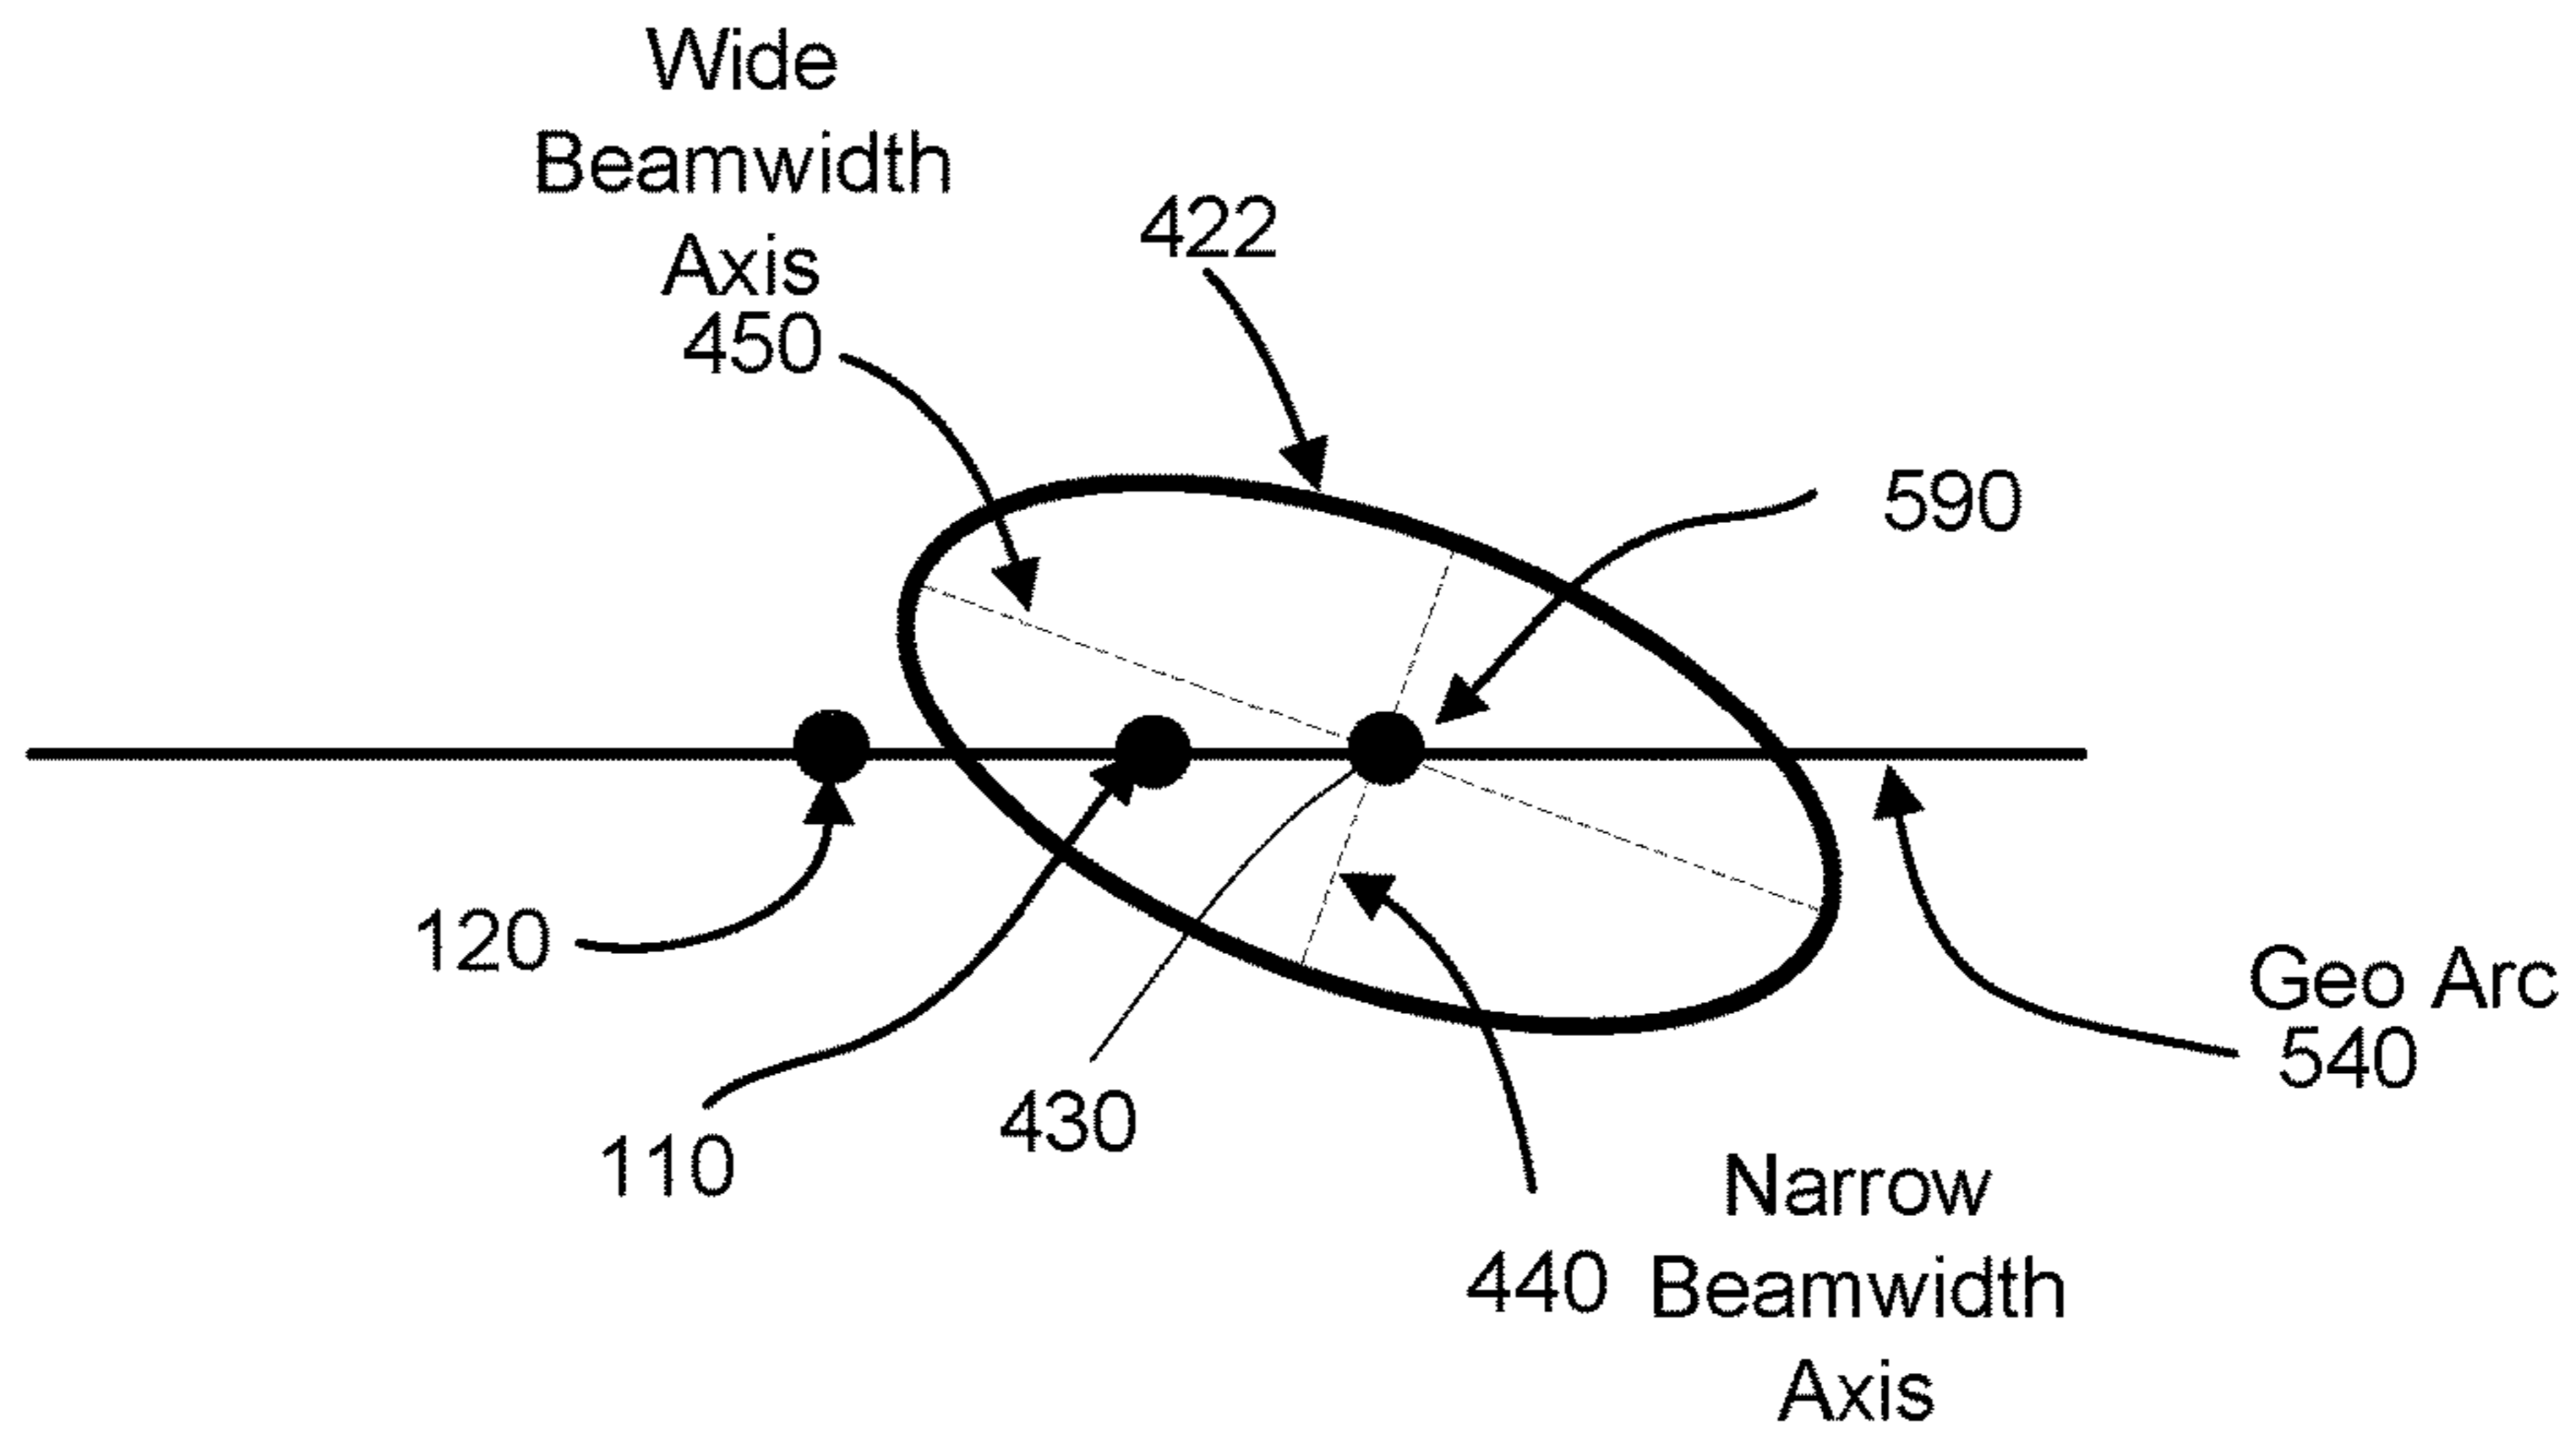 Wide
Beamwidth
Axis
450
422
590
120
110
430
Geo Arc
540
Narrow
440 Beamwidth
Axis